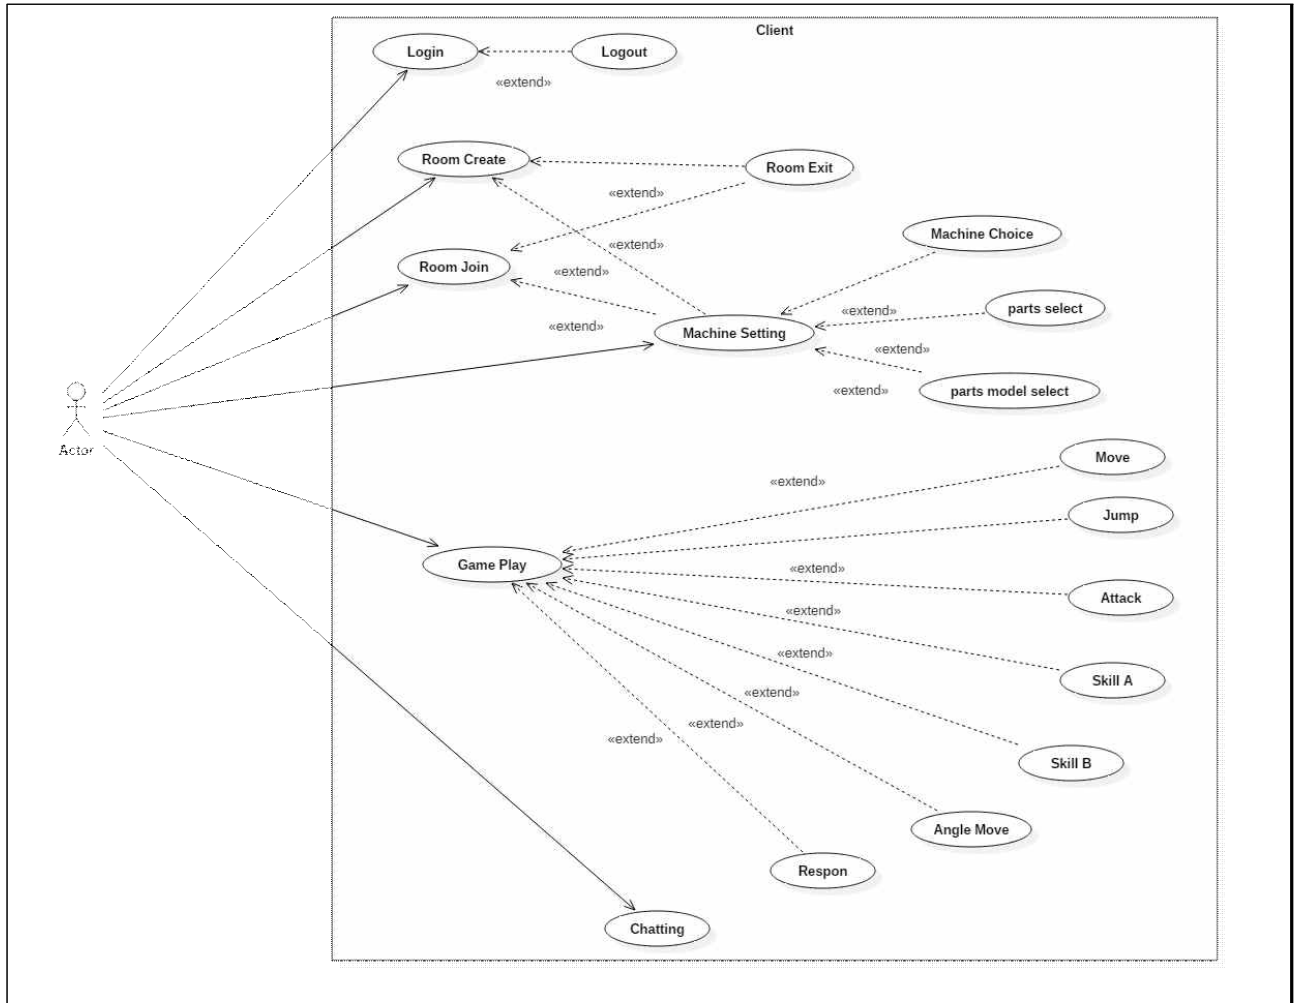 Client
Login
Logout
«extend»
Room Create
Room Exit
«extend»
Machine Choice
«extend»
Room Join
«extend»
parts select
«extend»
«extend»
Machine Setting
«extend»
parts model select
«extend»
Actor
Move
«extend»
Jump
Game Play
«extend»
Attack
«extend»
«extend»
Skill A
«extend»
«extend»
«extend»
Skill B
Angle Move
Respon
Chatting